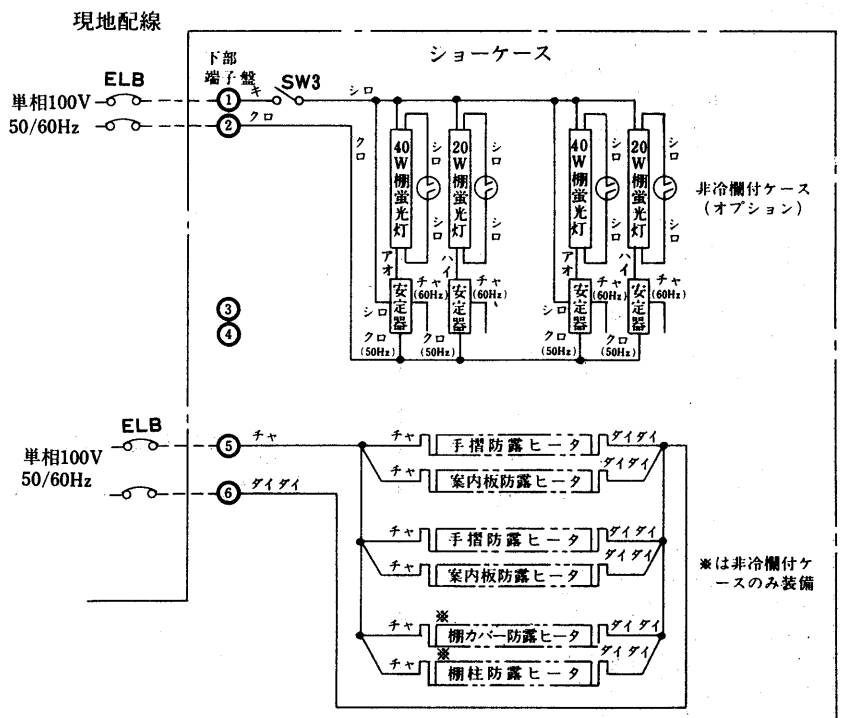 現地配線
ショーケース
下部
端子盤
ELB
SW3
単相100V
50/60Hz
①
キ
シロ
②
クロ
クロ
40W棚蛍光灯
シロ
シロ
20W棚蛍光灯
シロ
シロ
40W棚蛍光灯
シロ
シロ
20W棚蛍光灯
シロ
シロ
非冷欄付ケース
(オプション)
アオ
ハイ
アオ
ハイ
チャ
(60Hz)
チャ
(60Hz)
チャ
(60Hz)
チャ
(60Hz)
安定器
安定器
安定器
安定器
シロ
シロ
クロ
(50Hz)
クロ
(50Hz)
クロ
(50Hz)
クロ
(50Hz)
③
④
ELB
単相100V
50/60Hz
⑤
チャ
⑥
ダイダイ
チャ
手摺防露ヒータ
ダイダイ
チャ
案内板防露ヒータ
ダイダイ
チャ
手摺防露ヒータ
ダイダイ
チャ
案内板防露ヒータ
ダイダイ
※
チャ
棚カバー防露ヒータ
ダイダイ
※
チャ
棚柱防露ヒータ
ダイダイ
※は非冷欄付ケ
ースのみ装備